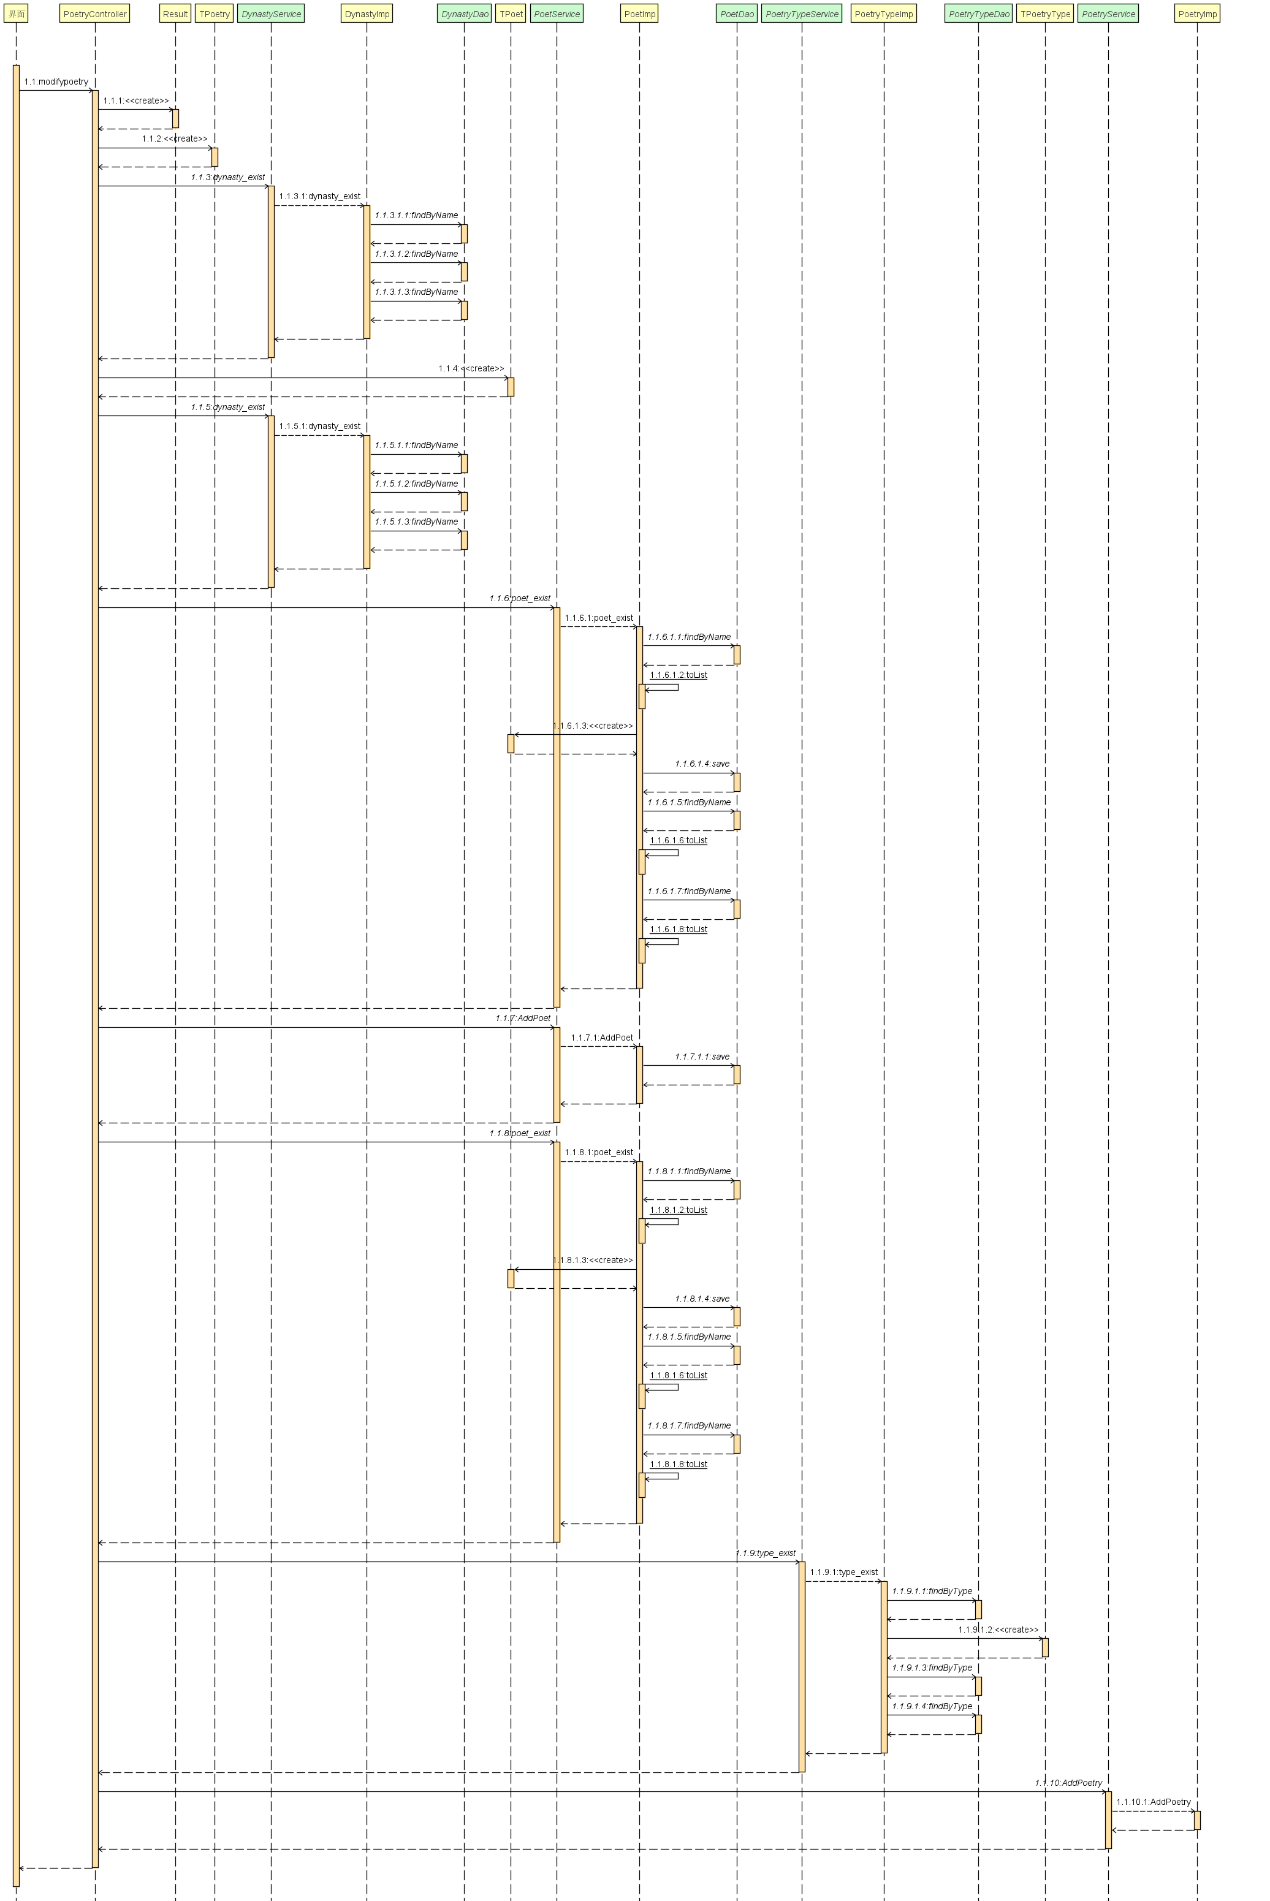 界面 PoetryController Result TPoetry DynastyService DynastyImp DynastyDao TPoet PoetService PoetImp PoetDao PoetryTypeService PoetryTypeImp PoetryTypeDao TPoetryType PoetryService PoetryImp
1.1:modifypoetry
1.1.1:<<create>>
1.1.2:<<create>>
1.1.3:dynasty_exist
1.1.3.1:dynasty_exist
1.1.3.1.1:findByName
1.1.3.1.2:findByName
1.1.3.1.3:findByName
1.1.4:<<create>>
1.1.5:dynasty_exist
1.1.5.1:dynasty_exist
1.1.5.1.1:findByName
1.1.5.1.2:findByName
1.1.5.1.3:findByName
1.1.6:poet_exist
1.1.6.1:poet_exist
1.1.6.1.1:findByName
1.1.6.1.2:toList
1.1.6.1.3:<<create>>
1.1.6.1.4:save
1.1.6.1.5:findByName
1.1.6.1.6:toList
1.1.6.1.7:findByName
1.1.6.1.8:toList
1.1.7:AddPoet
1.1.7.1:AddPoet
1.1.7.1.1:save
1.1.8:poet_exist
1.1.8.1:poet_exist
1.1.8.1.1:findByName
1.1.8.1.2:toList
1.1.8.1.3:<<create>>
1.1.8.1.4:save
1.1.8.1.5:findByName
1.1.8.1.6:toList
1.1.8.1.7:findByName
1.1.8.1.8:toList
1.1.9:type_exist
1.1.9.1:type_exist
1.1.9.1.1:findByType
1.1.9.1.2:<<create>>
1.1.9.1.3:findByType
1.1.9.1.4:findByType
1.1.10:AddPoetry
1.1.10.1:AddPoetry